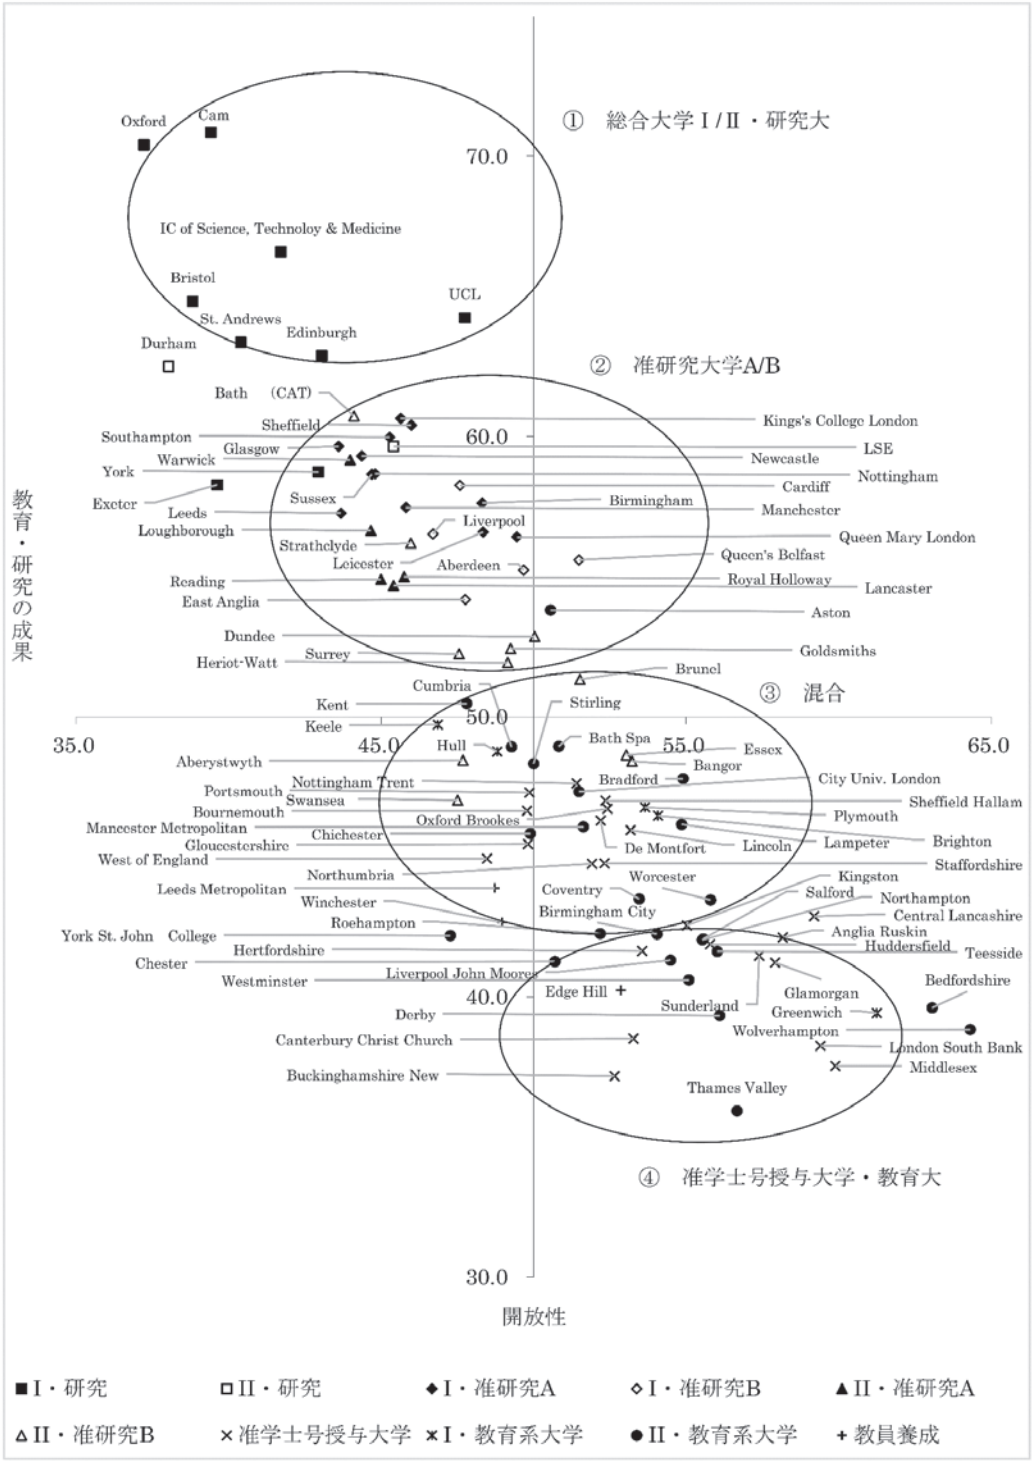 ① 総合大学Ⅰ/Ⅱ・研究大
Oxford
Cam
70.0
IC of Science, Technoloy & Medicine
Bristol
UCL
St. Andrews
Edinburgh
Durham
② 准研究大学A/B
Bath （CAT）
Sheffield
Kings's College London
Southampton
60.0
Glasgow
LSE
Warwick
Newcastle
York
Nottingham
Sussex
Cardiff
Exeter
Birmingham
Leeds
Manchester
Liverpool
Loughborough
Queen Mary London
Strathclyde
Leicester
Aberdeen
Queen's Belfast
Reading
Royal Holloway
Lancaster
East Anglia
Aston
Dundee
Surrey
Goldsmiths
Heriot-Watt
Brunel
教育・研究の成果
③ 混合
Cumbria
Kent
Stirling
Keele
50.0
35.0
45.0
55.0
65.0
Hull
Bath Spa
Essex
Aberystwyth
Bangor
Nottingham Trent
Bradford
City Univ. London
Portsmouth
Swansea
Sheffield Hallam
Bournemouth
Oxford Brookes
Plymouth
Mancester Metropolitan
Chichester
Gloucestershire
De Montfort
Lincoln
Lampeter
Brighton
West of England
Staffordshire
Northumbria
Worcester
Kingston
Leeds Metropolitan
Coventry
Salford
Northampton
Winchester
Birmingham City
Central Lancashire
Roehampton
York St. John College
Anglia Ruskin
Hertfordshire
Huddersfield
Teesside
Chester
Liverpool John Moores
Westminster
Bedfordshire
Edge Hill
40.0
Glamorgan
Sunderland
Greenwich
Derby
Wolverhampton
Canterbury Christ Church
London South Bank
Middlesex
Buckinghamshire New
Thames Valley
④ 准学士号授与大学・教育大
30.0
開放性
■Ⅰ・研究 □Ⅱ・研究 ◆Ⅰ・准研究A ◇Ⅰ・准研究B ▲Ⅱ・准研究A
△Ⅱ・准研究B ×准学士号授与大学 Ⅰ・教育系大学 ●Ⅱ・教育系大学 +教員養成